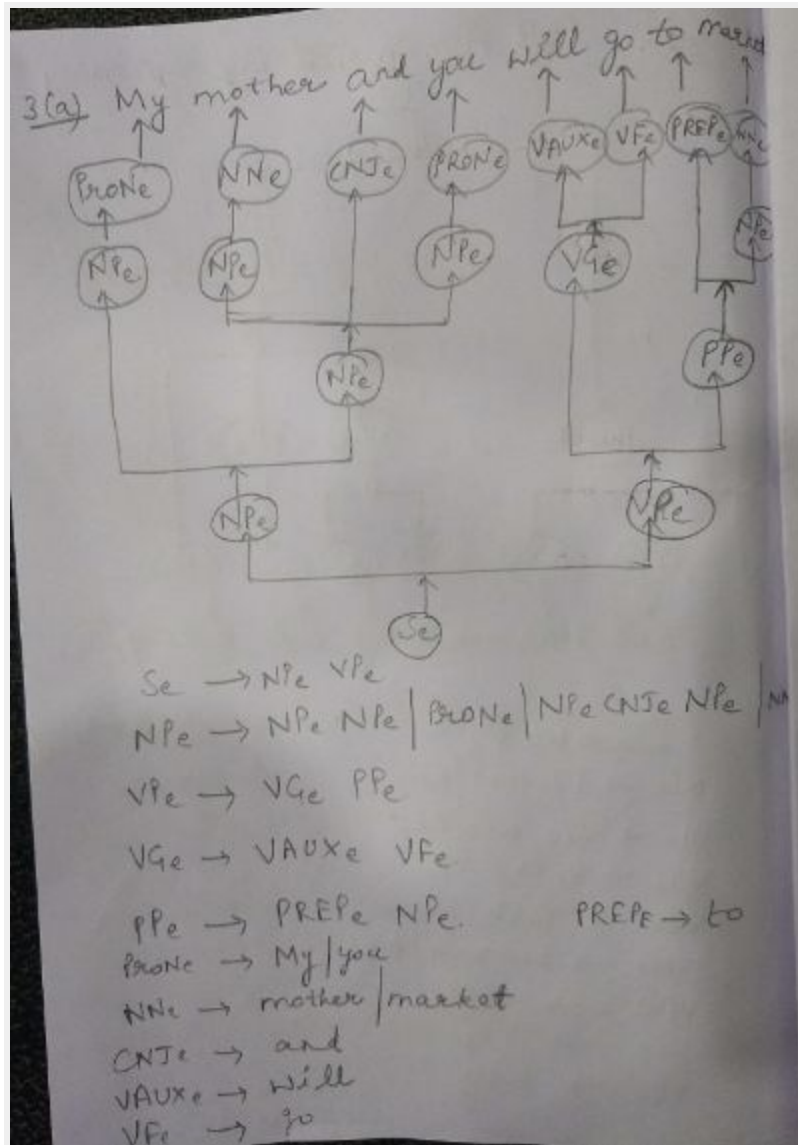 3(a) My mother and you will go to market
PRONe NNe CNJe PRONe VAUXe VFe PREPe NNe
NPe NPe NPe VGe NPe
NPe PPe
NPe VPe
Se
Se → NPe VPe
NPe → NPe NPe | PRONe | NPe CNJe NPe |
VPe → VGe PPe
VGe → VAUXe VFe
PPe → PREPe NPe. PREPE → to
PRONe → My/you
NNe → mother/market
CNJe → and
VAUXe → will
VFe → go